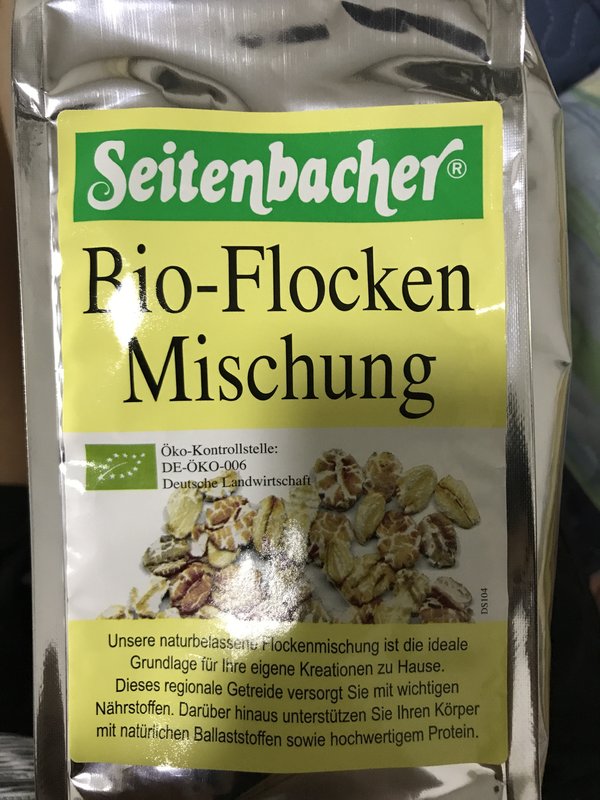 Seitenbacher®
Bio-Flocken
Mischung
Öko-Kontrollstelle:
DE-ÖKO-006
Deutsche Landwirtschaft
DS104
Unsere naturbelassene Flockenmischung ist die ideale
Grundlage für Ihre eigene Kreationen zu Hause.
Dieses regionale Getreide versorgt Sie mit wichtigen
Nährstoffen. Darüber hinaus unterstützen Sie Ihren Körper
mit natürlichen Ballaststoffen sowie hochwertigem Protein.